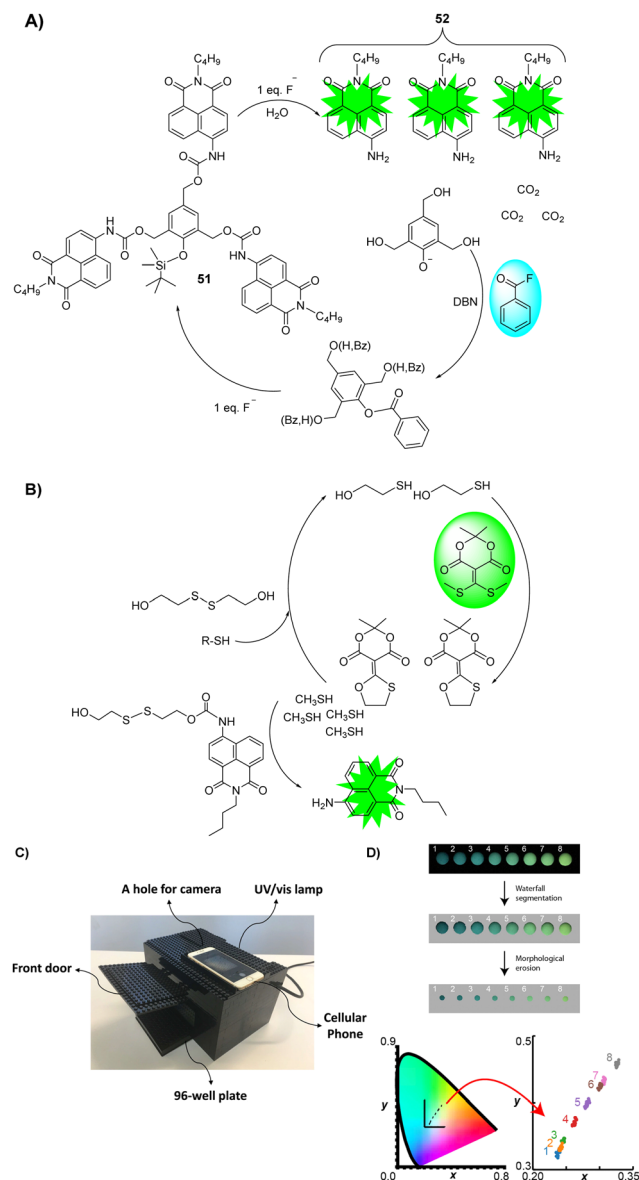 A)
52
C₄H₉
C₄H₉
C₄H₉
C₄H₉
O N O
O N O
O N O
O N O
1 eq. F⁻
H₂O
NH₂
NH₂
NH₂
NH
O
O
OH
CO₂
CO₂
CO₂
H
N
O
O
O
O
O
H
N
HO
OH
O⁻
O
F
O
O
Si
51
O
DBN
O
N
C₄H₉
O
O
N
O
C₄H₉
O(H,Bz)
O(H,Bz)
(Bz,H)O
O
O
1 eq. F⁻
B)
HO
SH
HO
SH
O
O
O
O
S
S
HO
S
S
OH
R-SH
O
O
O
O
O
O
O
O
O
S
O
S
CH₃SH
CH₃SH
CH₃SH
CH₃SH
HO
S
S
O
O
NH
O
N
O
H₂N
O
N
O
C)
A hole for camera
UV/vis lamp
Front door
Cellular
Phone
96-well plate
D)
1 2 3 4 5 6 7 8
Waterfall
segmentation
1 2 3 4 5 6 7 8
Morphological
erosion
1 2 3 4 5 6 7 8
0.9
y
0.0
x
0.8
0.5
y
0.3
8
7
6
5
4
3
2
1
0.20
x
0.35